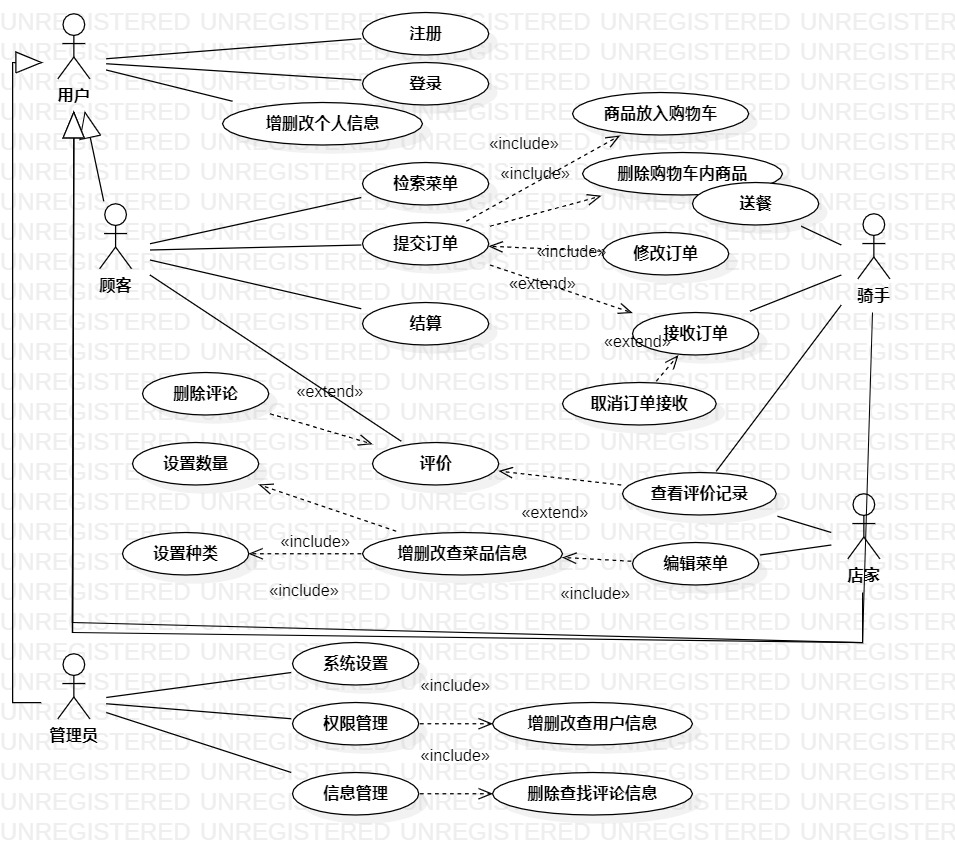 注册
登录
用户
增删改个人信息
商品放入购物车
«include»
«include»
删除购物车内商品
检索菜单
送餐
提交订单
«include»
修改订单
顾客
«extend»
骑手
结算
接收订单
«extend»
删除评论
«extend»
取消订单接收
设置数量
评价
查看评价记录
«extend»
«include»
设置种类
增删改查菜品信息
编辑菜单
店家
«include»
«include»
系统设置
«include»
权限管理
增删改查用户信息
管理员
«include»
信息管理
删除查找评论信息
UNREGISTERED